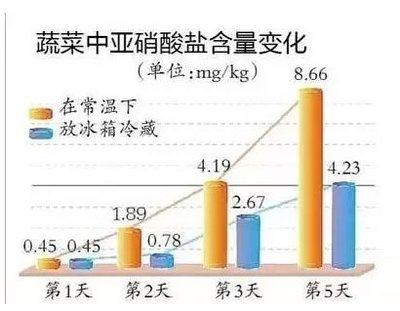 蔬菜中亚硝酸盐含量变化
(单位:mg/kg)
在常温下
放冰箱冷藏
8.66
4.19
4.23
2.67
1.89
0.78
0.45 0.45
第1天 第2天 第3天 第5天